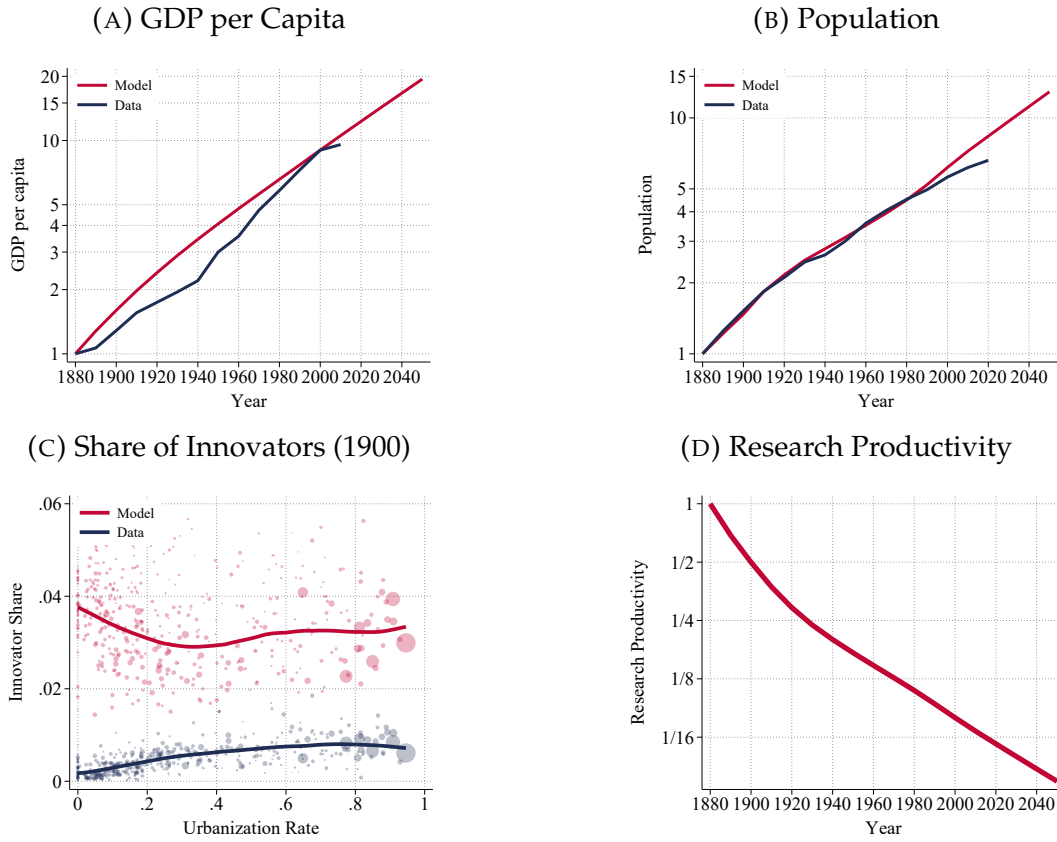 (A) GDP per Capita
20
15
10
5
4
3
2
1
GDP per capita
Model
Data
1880 1900 1920 1940 1960 1980 2000 2020 2040
Year
(B) Population
15
10
5
4
3
2
1
Population
Model
Data
1880 1900 1920 1940 1960 1980 2000 2020 2040
Year
(C) Share of Innovators (1900)
.06
.04
.02
0
Innovator Share
Model
Data
0 .2 .4 .6 .8 1
Urbanization Rate
(D) Research Productivity
1
1/2
1/4
1/8
1/16
Research Productivity
1880 1900 1920 1940 1960 1980 2000 2020 2040
Year